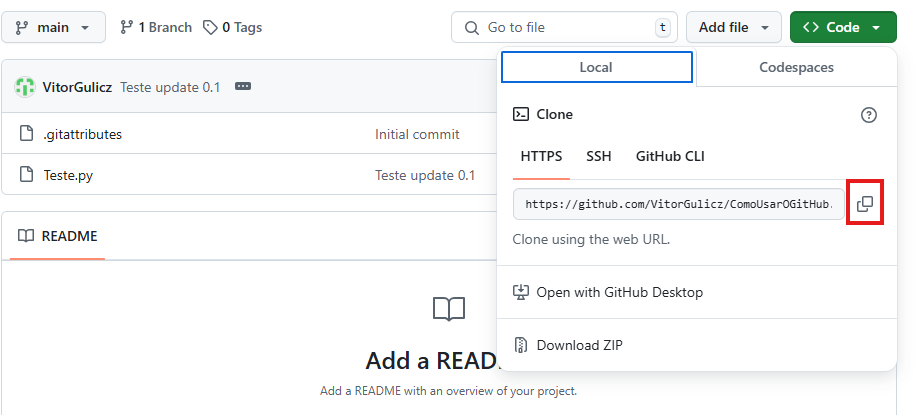 main
1 Branch
0 Tags
Go to file
t
Add file
<> Code
VitorGulicz
Teste update 0.1
.gitattributes
Initial commit
Teste.py
Teste update 0.1
README
Add a READ
Add a README with an overview of your project.
Local
Codespaces
Clone
HTTPS
SSH
GitHub CLI
https://github.com/VitorGulicz/ComoUsarOGitHub.
Clone using the web URL.
Open with GitHub Desktop
Download ZIP